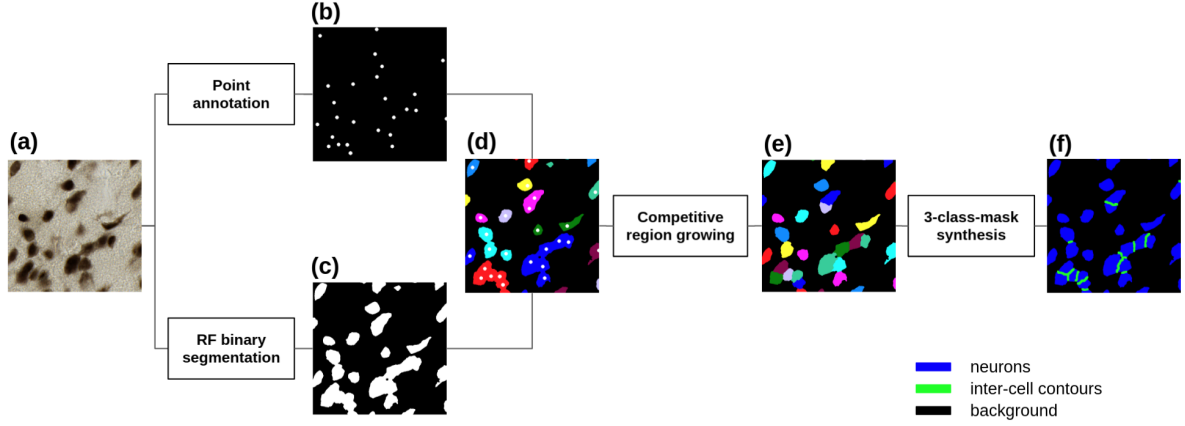 (b)
Point
annotation
(a)
(d)
(e)
(f)
Competitive
region growing
3-class-mask
synthesis
(c)
RF binary
segmentation
neurons
inter-cell contours
background